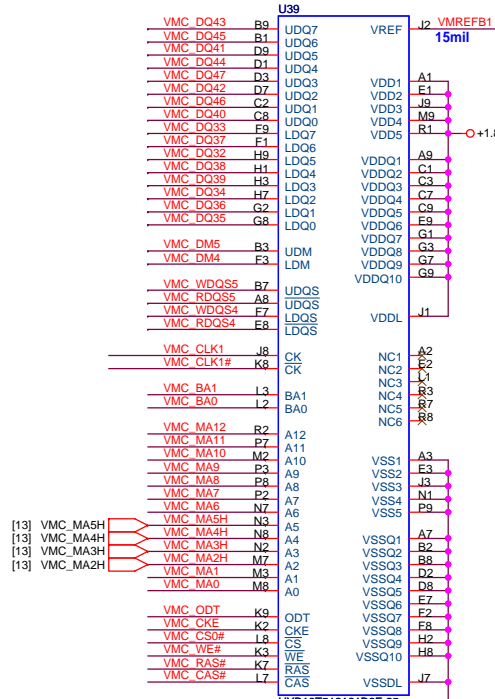 U39
VMC_DQ43 B9 UDQ7 VREF J2 VMREFB1
VMC_DQ45 B1 UDQ6 15mil
VMC_DQ41 D9 UDQ5
VMC_DQ44 D1 UDQ4
VMC_DQ47 D3 UDQ3 VDD1 A1
VMC_DQ42 D7 UDQ2 VDD2 E1
VMC_DQ46 C2 UDQ1 VDD3 J9
VMC_DQ40 C8 UDQ0 VDD4 M9
VMC_DQ33 F9 LDQ7 VDD5 R1 +1.8
VMC_DQ37 F1 LDQ6
VMC_DQ32 H9 LDQ5 VDDQ1 A9
VMC_DQ38 H1 LDQ4 VDDQ2 C1
VMC_DQ39 H3 LDQ3 VDDQ3 C3
VMC_DQ34 H7 LDQ2 VDDQ4 C7
VMC_DQ36 G2 LDQ1 VDDQ5 C9
VMC_DQ35 G8 LDQ0 VDDQ6 E9
VDDQ7 G1
VMC_DM5 B3 UDM VDDQ8 G3
VMC_DM4 F3 LDM VDDQ9 G7
VDDQ10 G9
VMC_WDQS5 B7 UDQS
VMC_RDQS5 A8 UDQS
VMC_WDQS4 F7 LDQS VDDL J1
VMC_RDQS4 E8 LDQS
VMC_CLK1 J8 CK NC1 A2
VMC_CLK1# K8 CK NC2 E2
NC3 L1
VMC_BA1 L3 BA1 NC4 R3
VMC_BA0 L2 BA0 NC5 R7
NC6 R8
VMC_MA12 R2 A12
VMC_MA11 P7 A11
VMC_MA10 M2 A10 VSS1 A3
VMC_MA9 P3 A9 VSS2 E3
VMC_MA8 P8 A8 VSS3 J3
VMC_MA7 P2 A7 VSS4 N1
VMC_MA6 N7 A6 VSS5 P9
[13] VMC_MA5H VMC_MA5H N3 A5
[13] VMC_MA4H VMC_MA4H N8 A4 VSSQ1 A7
[13] VMC_MA3H VMC_MA3H N2 A3 VSSQ2 B2
[13] VMC_MA2H VMC_MA2H M7 A2 VSSQ3 B8
VMC_MA1 M3 A1 VSSQ4 D2
VMC_MA0 M8 A0 VSSQ5 D8
VSSQ6 E7
VMC_ODT K9 ODT VSSQ7 F2
VMC_CKE K2 CKE VSSQ8 F8
VMC_CS0# L8 CS VSSQ9 H2
VMC_WE# K3 WE VSSQ10 H8
VMC_RAS# K7 RAS
VMC_CAS# L7 CAS VSSDL J7